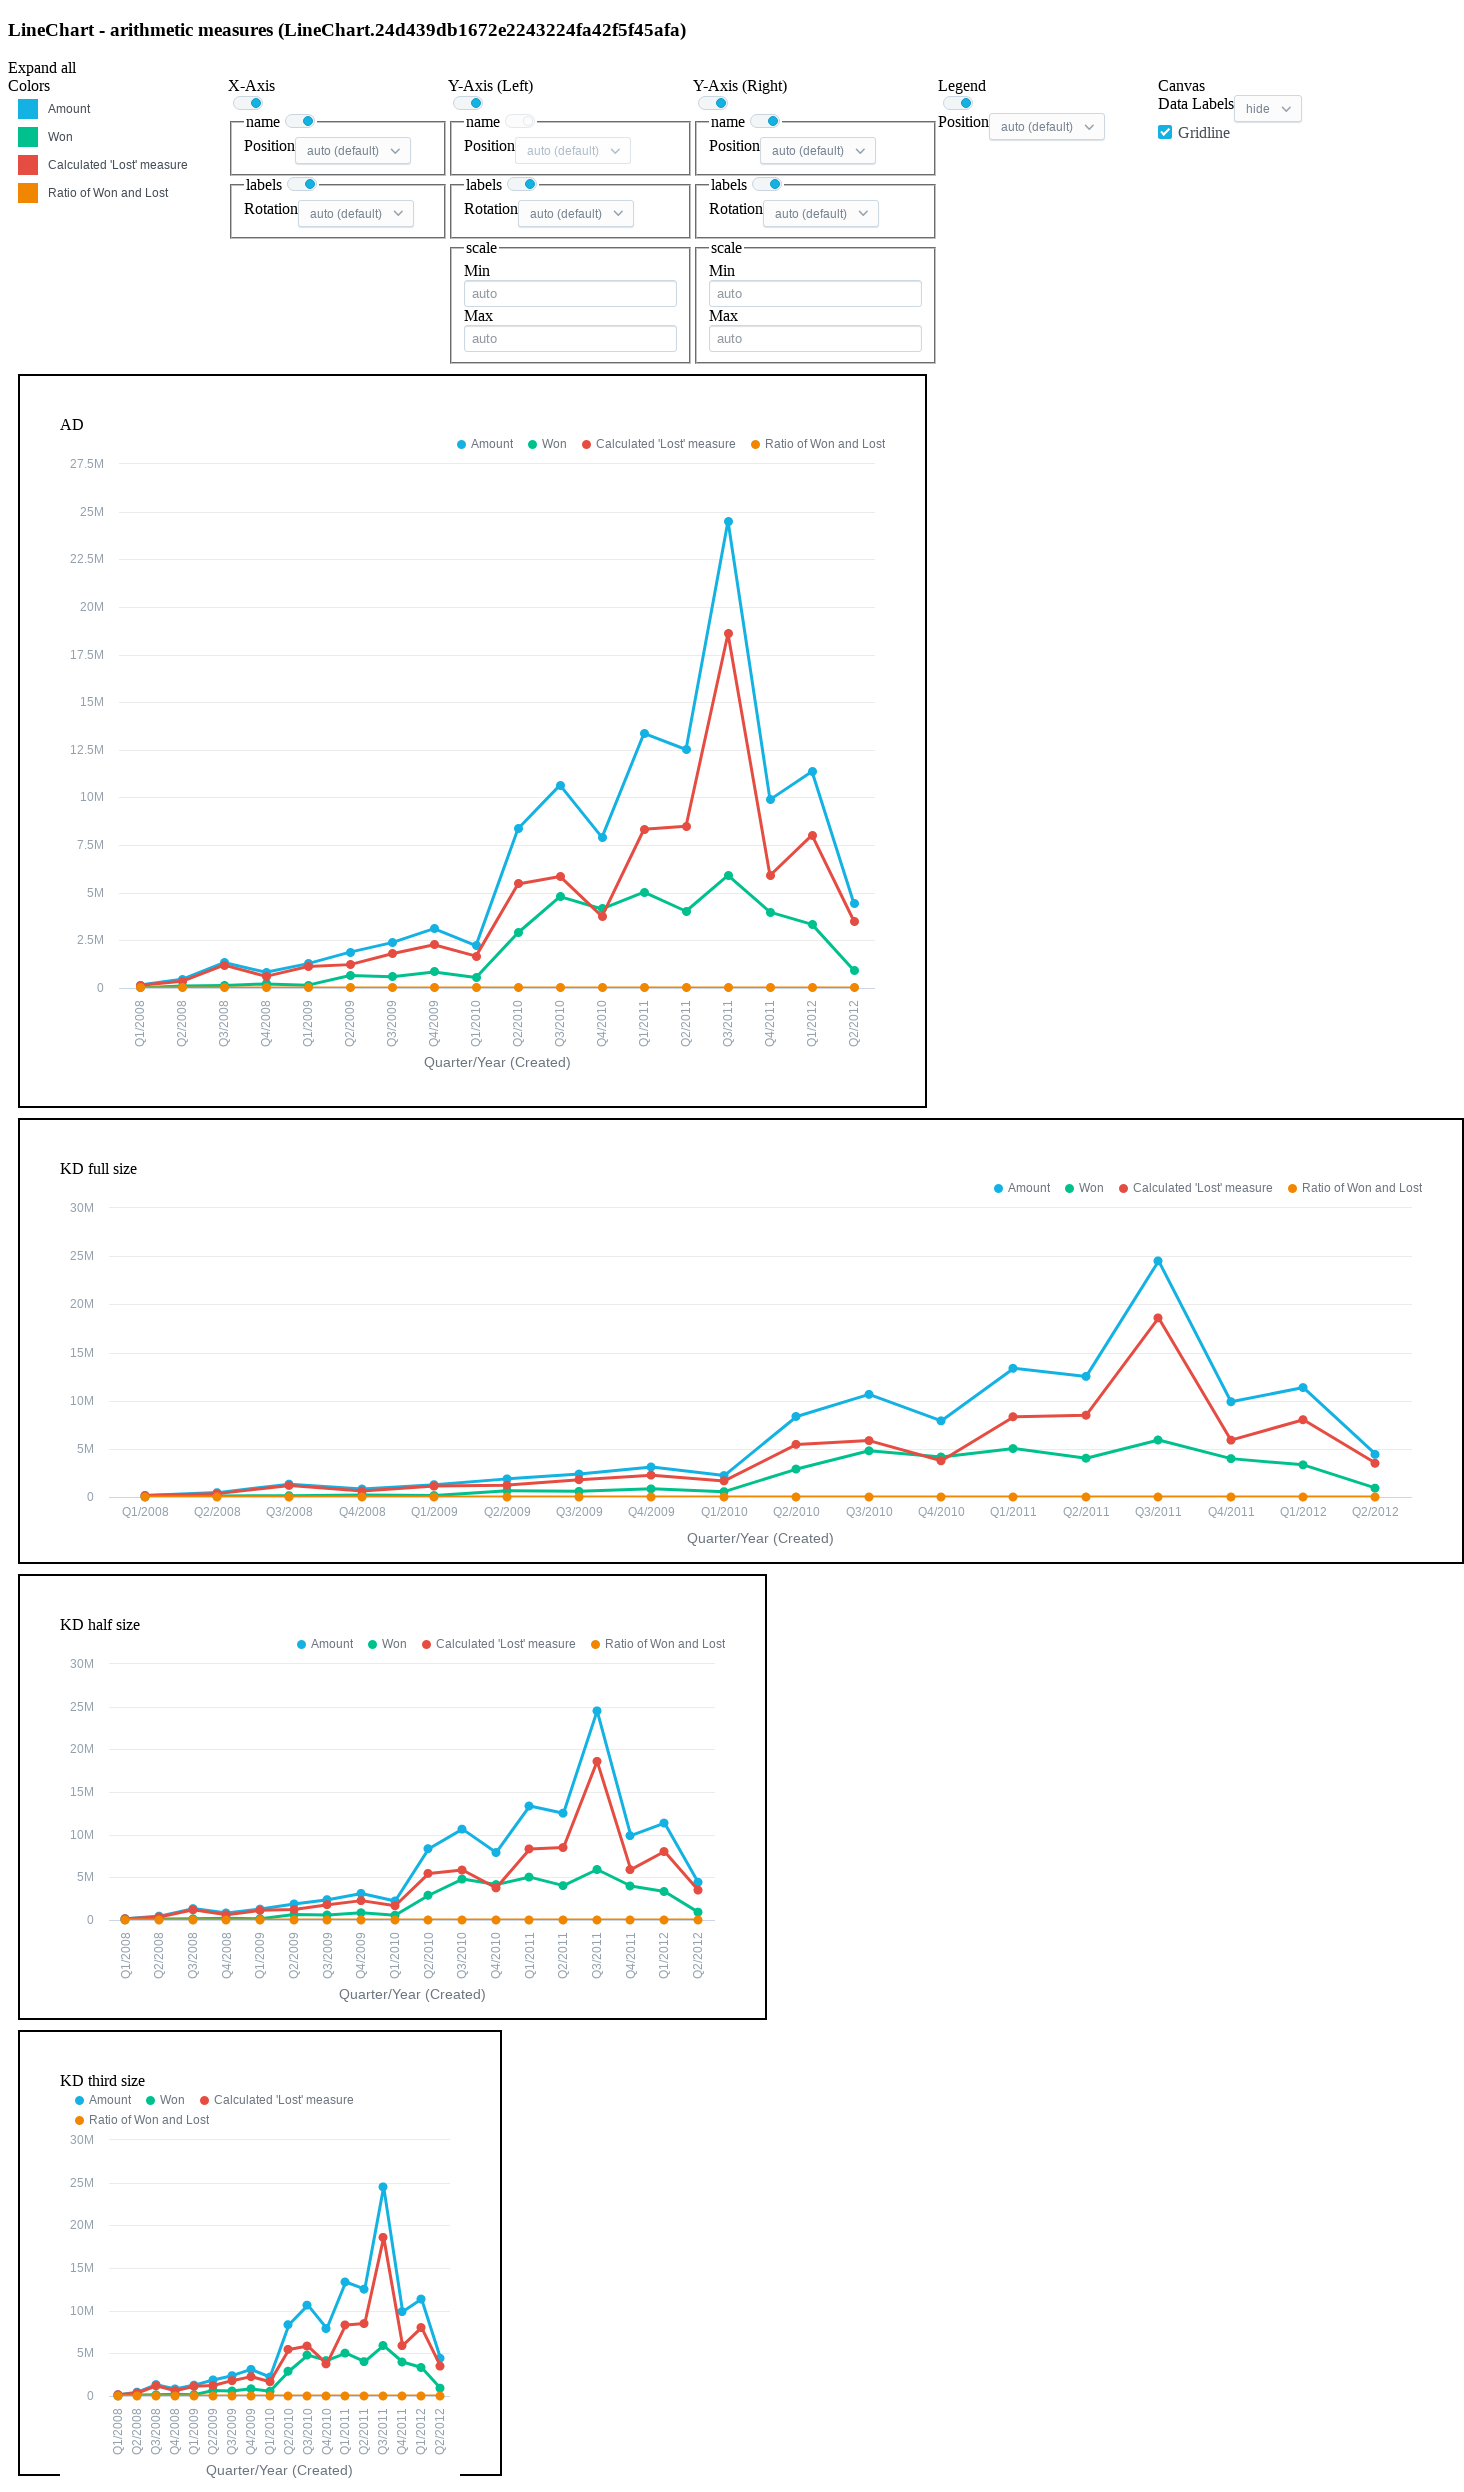 LineChart - arithmetic measures (LineChart.24d439db1672e2243224fa42f5f45afa)
Expand all
Colors
Amount
Won
Calculated 'Lost' measure
Ratio of Won and Lost
X-Axis
name
Position auto (default)
labels
Rotation auto (default)
Y-Axis (Left)
name
Position auto (default)
labels
Rotation auto (default)
scale
Min
auto
Max
auto
Y-Axis (Right)
name
Position auto (default)
labels
Rotation auto (default)
scale
Min
auto
Max
auto
Legend
Position auto (default)
Canvas
Data Labels hide
Gridline
AD
Amount Won Calculated 'Lost' measure Ratio of Won and Lost
27.5M
25M
22.5M
20M
17.5M
15M
12.5M
10M
7.5M
5M
2.5M
0
Q1/2008 Q2/2008 Q3/2008 Q4/2008 Q1/2009 Q2/2009 Q3/2009 Q4/2009 Q1/2010 Q2/2010 Q3/2010 Q4/2010 Q1/2011 Q2/2011 Q3/2011 Q4/2011 Q1/2012 Q2/2012
Quarter/Year (Created)
KD full size
Amount Won Calculated 'Lost' measure Ratio of Won and Lost
30M
25M
20M
15M
10M
5M
0
Q1/2008 Q2/2008 Q3/2008 Q4/2008 Q1/2009 Q2/2009 Q3/2009 Q4/2009 Q1/2010 Q2/2010 Q3/2010 Q4/2010 Q1/2011 Q2/2011 Q3/2011 Q4/2011 Q1/2012 Q2/2012
Quarter/Year (Created)
KD half size
Amount Won Calculated 'Lost' measure Ratio of Won and Lost
30M
25M
20M
15M
10M
5M
0
Q1/2008 Q2/2008 Q3/2008 Q4/2008 Q1/2009 Q2/2009 Q3/2009 Q4/2009 Q1/2010 Q2/2010 Q3/2010 Q4/2010 Q1/2011 Q2/2011 Q3/2011 Q4/2011 Q1/2012 Q2/2012
Quarter/Year (Created)
KD third size
Amount Won Calculated 'Lost' measure
Ratio of Won and Lost
30M
25M
20M
15M
10M
5M
0
Q1/2008 Q2/2008 Q3/2008 Q4/2008 Q1/2009 Q2/2009 Q3/2009 Q4/2009 Q1/2010 Q2/2010 Q3/2010 Q4/2010 Q1/2011 Q2/2011 Q3/2011 Q4/2011 Q1/2012 Q2/2012
Quarter/Year (Created)